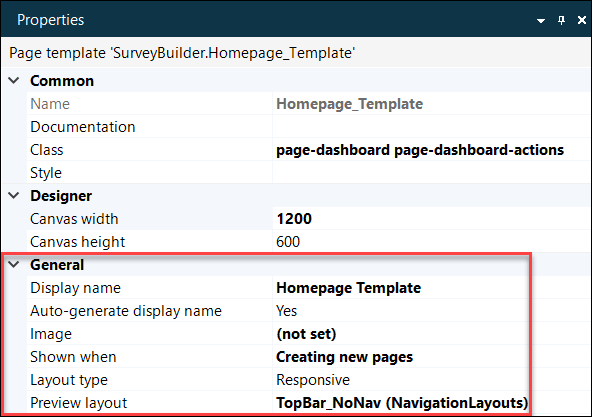 Properties
Page template 'SurveyBuilder.Homepage_Template'
Common
Name Homepage_Template
Documentation
Class page-dashboard page-dashboard-actions
Style
Designer
Canvas width 1200
Canvas height 600
General
Display name Homepage Template
Auto-generate display name Yes
Image (not set)
Shown when Creating new pages
Layout type Responsive
Preview layout TopBar_NoNav (NavigationLayouts)